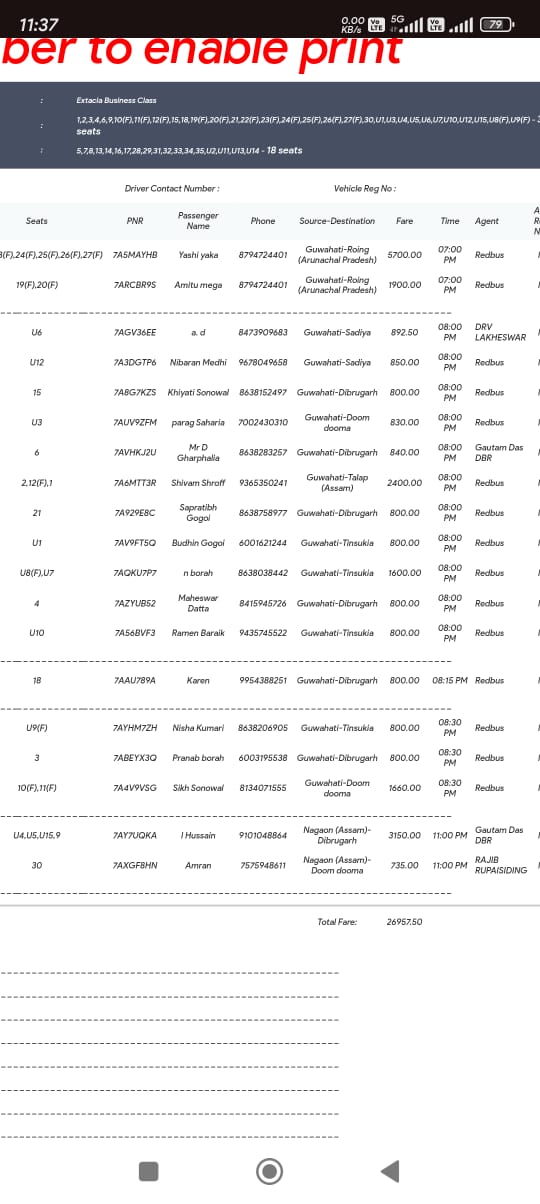 11:37 0.00 KB/s Vo LTE 5G 4+ Vo LTE 79
ber to enable print
: Extacia Business Class
: 1,2,3,4,6,9,10(F),11(F),12(F),15,18,19(F),20(F),21,22(F),23(F),24(F),25(F),26(F),27(F),30,U1,U3,U4,U5,U6,U7,U10,U12,U15,U8(F),U9(F) -
seats
: 5,7,8,13,14,16,17,28,29,31,32,33,34,35,U2,U11,U13,U14 - 18 seats
Driver Contact Number : Vehicle Reg No :
Seats PNR Passenger Name Phone Source-Destination Fare Time Agent
(F),24(F),25(F),26(F),27(F) 7A5MAYHB Yashi yaka 8794724401 Guwahati-Roing (Arunachal Pradesh) 5700.00 07:00 PM Redbus
19(F),20(F) 7ARCBR9S Amitu mega 8794724401 Guwahati-Roing (Arunachal Pradesh) 1900.00 07:00 PM Redbus
U6 7AGV36EE a. d 8473909683 Guwahati-Sadiya 892.50 08:00 PM DRV LAKHESWAR
U12 7A3DGTP6 Nibaran Medhi 9678049658 Guwahati-Sadiya 850.00 08:00 PM Redbus
15 7A8G7KZS Khiyati Sonowal 8638152497 Guwahati-Dibrugarh 800.00 08:00 PM Redbus
U3 7AUV9ZFM parag Saharia 7002430310 Guwahati-Doom dooma 830.00 08:00 PM Redbus
6 7AVHKJ2U Mr D Gharphalia 8638283257 Guwahati-Dibrugarh 840.00 08:00 PM Gautam Das DBR
2,12(F),1 7A6MTT3R Shivam Shroff 9365350241 Guwahati-Talap (Assam) 2400.00 08:00 PM Redbus
21 7A929E8C Sapratibh Gogoi 8638758977 Guwahati-Dibrugarh 800.00 08:00 PM Redbus
U1 7AV9FT5Q Budhin Gogoi 6001621244 Guwahati-Tinsukia 800.00 08:00 PM Redbus
U8(F),U7 7AQKU7P7 n borah 8638038442 Guwahati-Tinsukia 1600.00 08:00 PM Redbus
4 7AZYUB52 Maheswar Datta 8415945726 Guwahati-Dibrugarh 800.00 08:00 PM Redbus
U10 7A56BVF3 Ramen Baraik 9435745522 Guwahati-Tinsukia 800.00 08:00 PM Redbus
18 7AAU789A Karen 9954388251 Guwahati-Dibrugarh 800.00 08:15 PM Redbus
U9(F) 7AYHM7ZH Nisha Kumari 8638206905 Guwahati-Tinsukia 800.00 08:30 PM Redbus
3 7ABEYX3Q Pranab borah 6003195538 Guwahati-Dibrugarh 800.00 08:30 PM Redbus
10(F),11(F) 7A4V9VSG Sikh Sonowal 8134071555 Guwahati-Doom dooma 1660.00 08:30 PM Redbus
U4,U5,U15,9 7AY7UQKA I Hussain 9101048864 Nagaon (Assam)-Dibrugarh 3150.00 11:00 PM Gautam Das DBR
30 7AXGF8HN Amran 7575948611 Nagaon (Assam)-Doom dooma 735.00 11:00 PM RAJIB RUPAISIDING
Total Fare: 26957.50